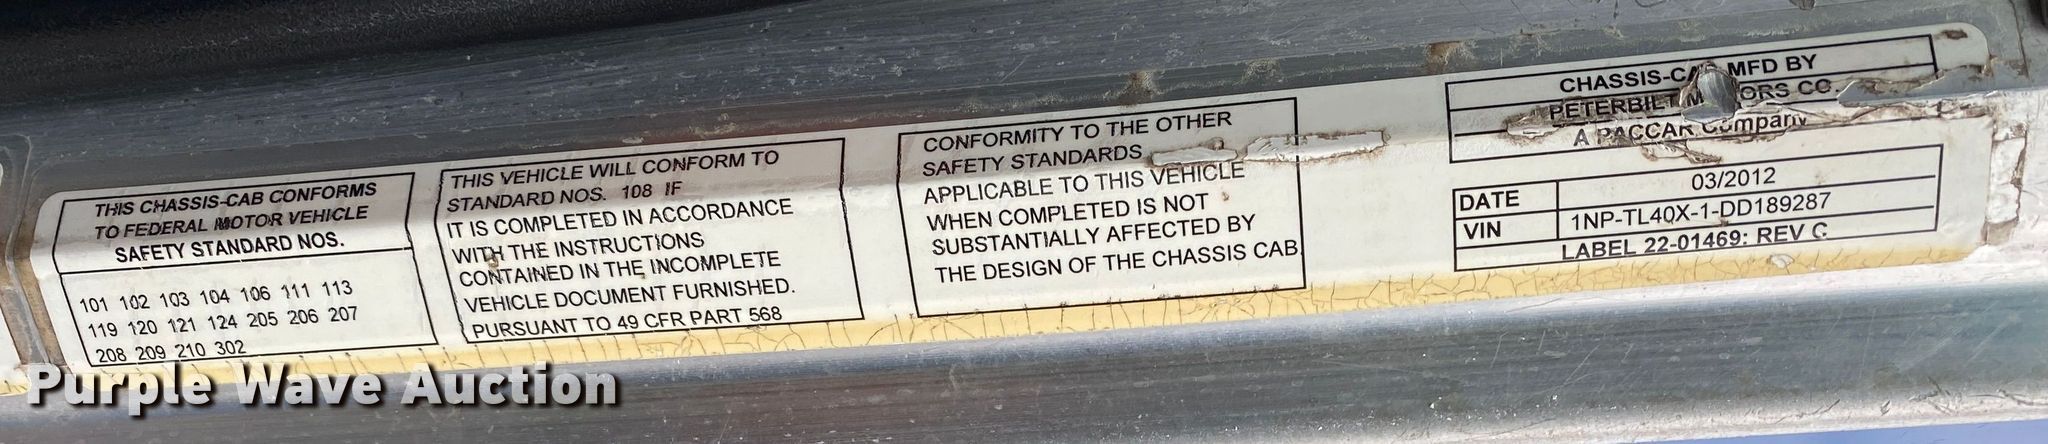 THIS CHASSIS-CAB CONFORMS
TO FEDERAL MOTOR VEHICLE
SAFETY STANDARD NOS.
101 102 103 104 106 111 113
119 120 121 124 205 206 207
208 209 210 302
THIS VEHICLE WILL CONFORM TO
STANDARD NOS. 108 IF
IT IS COMPLETED IN ACCORDANCE
WITH THE INSTRUCTIONS
CONTAINED IN THE INCOMPLETE
VEHICLE DOCUMENT FURNISHED.
PURSUANT TO 49 CFR PART 568
CONFORMITY TO THE OTHER
SAFETY STANDARDS
APPLICABLE TO THIS VEHICLE
WHEN COMPLETED IS NOT
SUBSTANTIALLY AFFECTED BY
THE DESIGN OF THE CHASSIS CAB
CHASSIS-CA MFD BY
PETERBILT M ORS CO.
A PACCAR Company
DATE 03/2012
VIN 1NP-TL40X-1-DD189287
LABEL 22-01469: REV C
Purple Wave Auction